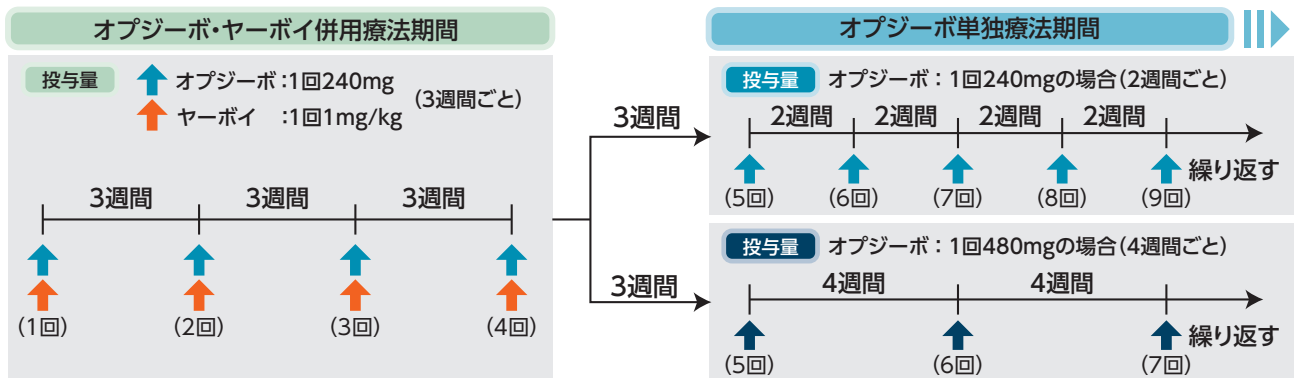 オプジーボ・ヤーボイ併用療法期間
投与量
オプジーボ:1回240mg
ヤーボイ :1回1mg/kg
(3週間ごと)
3週間 3週間 3週間
(1回) (2回) (3回) (4回)
3週間
3週間
オプジーボ単独療法期間
投与量 オプジーボ：1回240mgの場合(2週間ごと)
2週間 2週間 2週間 2週間
繰り返す
(5回) (6回) (7回) (8回) (9回)
投与量 オプジーボ：1回480mgの場合(4週間ごと)
4週間 4週間
繰り返す
(5回) (6回) (7回)